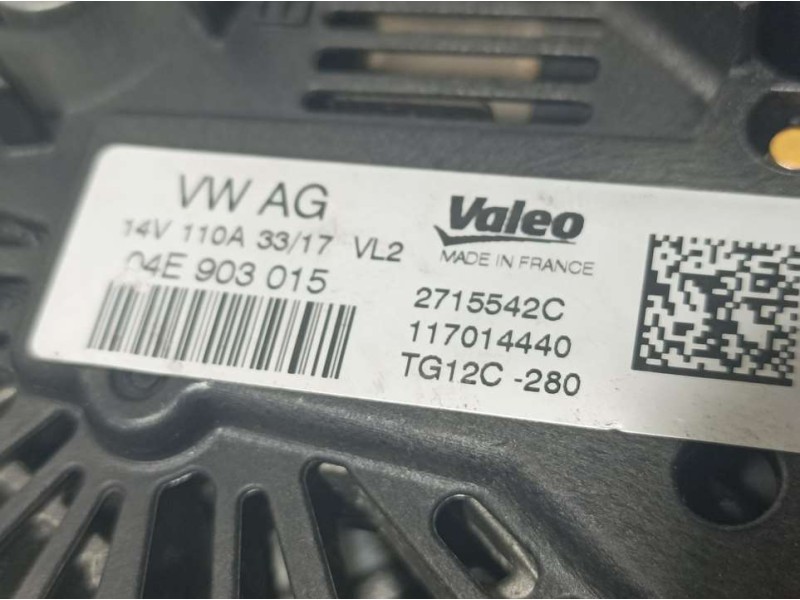 VW AG
14V 110A 33/17 VL2
04E 903 015
Valeo
MADE IN FRANCE
2715542C
117014440
TG12C -280